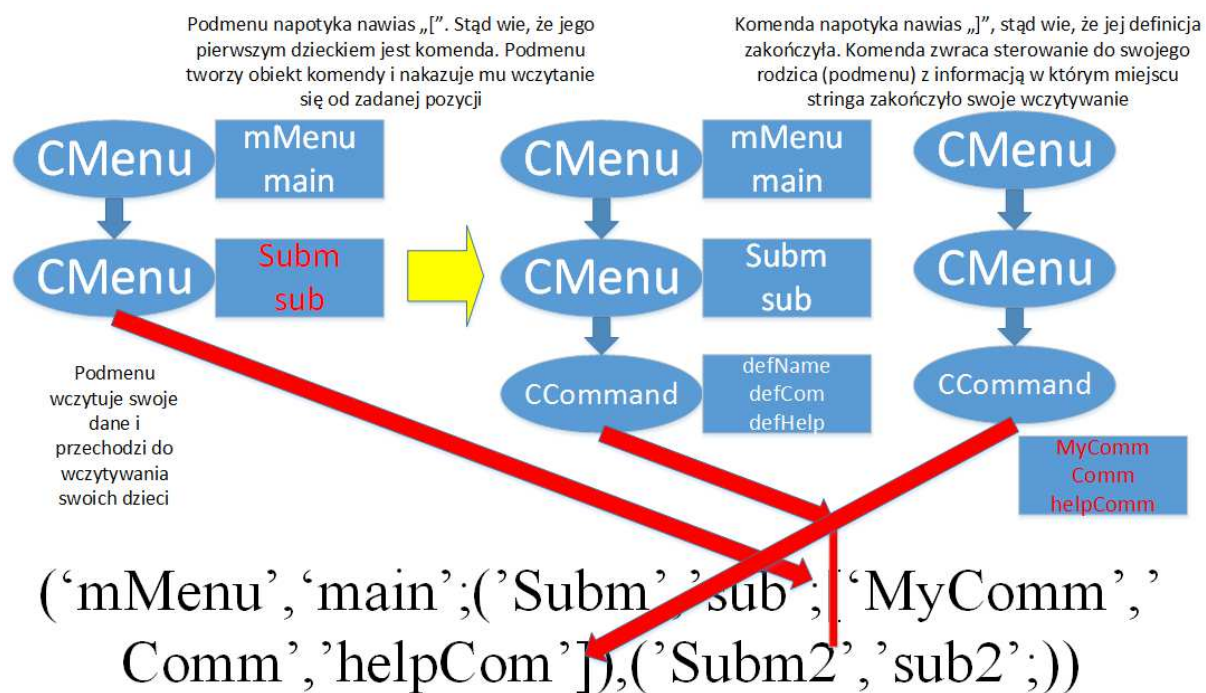 Podmenu napotyka nawias „[”. Stąd wie, że jego
pierwszym dzieckiem jest komenda. Podmenu
tworzy obiekt komendy i nakazuje mu wczytanie
się od zadanej pozycji
Komenda napotyka nawias „]”, stąd wie, że jej definicja
zakończyła. Komenda zwraca sterowanie do swojego
rodzica (podmenu) z informacją w którym miejscu
stringa zakończyło swoje wczytywanie
CMenu
mMenu
main
CMenu
mMenu
main
CMenu
CMenu
Subm
sub
CMenu
Subm
sub
CMenu
Podmenu
wczytuje swoje
dane i
przechodzi do
wczytywania
swoich dzieci
CCommand
defName
defCom
defHelp
CCommand
MyComm
Comm
helpComm
(‘mMenu’,‘main’;(’Subm’,’sub’;[‘MyComm’,’
Comm’,’helpCom’]),(‘Subm2’,’sub2’;))